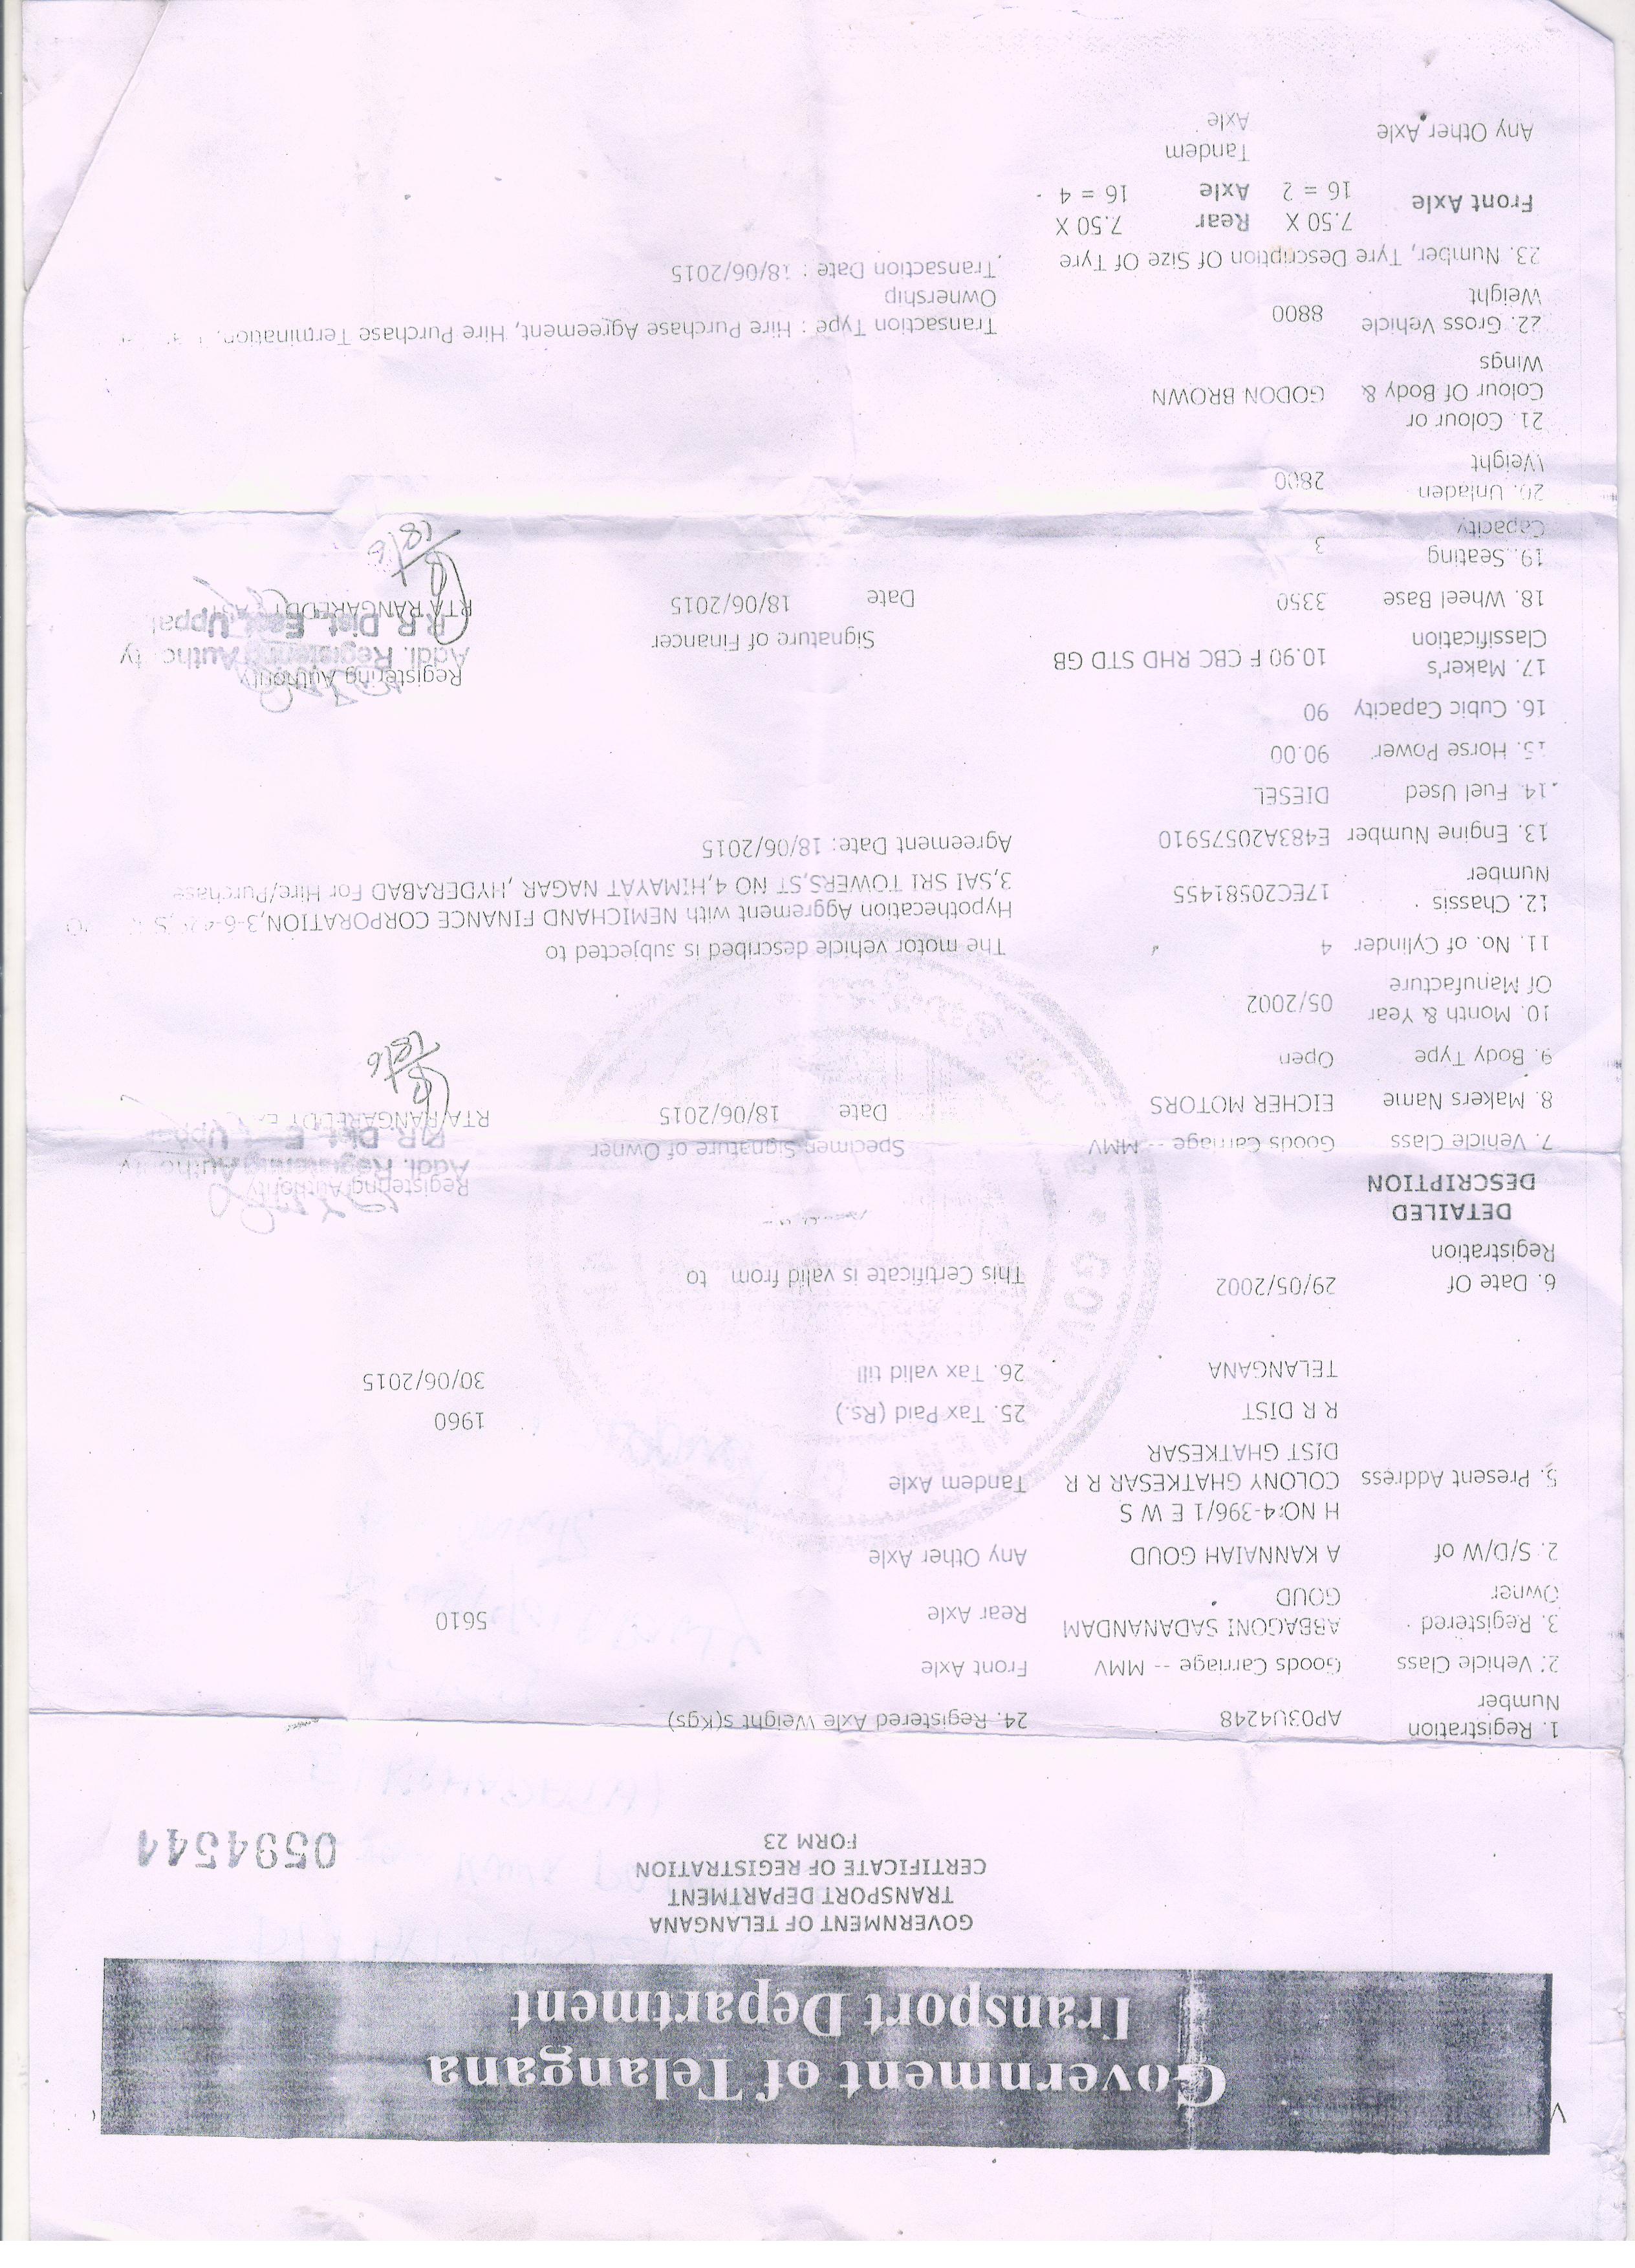 Government of Telangana
Transport Department
GOVERNMENT OF TELANGANA
TRANSPORT DEPARTMENT
CERTIFICATE OF REGISTRATION
FORM 23
0594544
1. Registration Number AP03U4248
2. Vehicle Class Goods Carriage -- MMV
3. Registered Owner ABBAGONI SADANANDAM GOUD
2. S/D/W of A KANNAIAH GOUD
5. Present Address H NO:4-396/1 E W S
COLONY GHATKESAR R R
DIST GHATKESAR
R R DIST
TELANGANA
6. Date Of Registration 29/05/2002
DETAILED
DESCRIPTION
7. Vehicle Class Goods Carriage -- MMV
8. Makers Name EICHER MOTORS
9. Body Type Open
10. Month & Year Of Manufacture 05/2002
11. No. of Cylinder 4
12. Chassis Number 17EC20581455
13. Engine Number E483A20575910
14. Fuel Used DIESEL
15. Horse Power 90.00
16. Cubic Capacity 90
17. Maker's Classification 10.90 F CBC RHD STD GB
18. Wheel Base 3350
19. Seating Capacity 3
20. Unladen Weight 2800
21. Colour or Colour Of Body & Wings GODON BROWN
22. Gross Vehicle Weight 8800
23. Number, Tyre Description Of Size Of Tyre
Front Axle 7.50 X 16 = 2 Rear Axle 7.50 X 16 = 4
Any Other Axle Tandem Axle
24. Registered Axle Weight s(Kgs)
Front Axle
Rear Axle 5610
Any Other Axle
Tandem Axle
25. Tax Paid (Rs.) 1960
26. Tax valid till 30/06/2015
This Certificate is valid from to
Registering Authority
Addl. Registering Authority
Specimen Signature of Owner
R.R. Dist. East, Uppal
Date 18/06/2015 RTA RANGAREDDY
18/6
The motor vehicle described is subjected to
Hypothecation Aggrement with NEMICHAND FINANCE CORPORATION,3-6-
3,SAI SRI TOWERS,ST NO 4,HIMAYAT NAGAR ,HYDERABAD For Hire/Purchase
Agreement Date: 18/06/2015
Registering Authority
Addl. Registering Authority
Signature of Financer
R.R. Dist. East, Uppal
Date 18/06/2015 RTA RANGAREDDY
18/6
Transaction Type : Hire Purchase Agreement, Hire Purchase Termination,
Ownership
Transaction Date : 18/06/2015